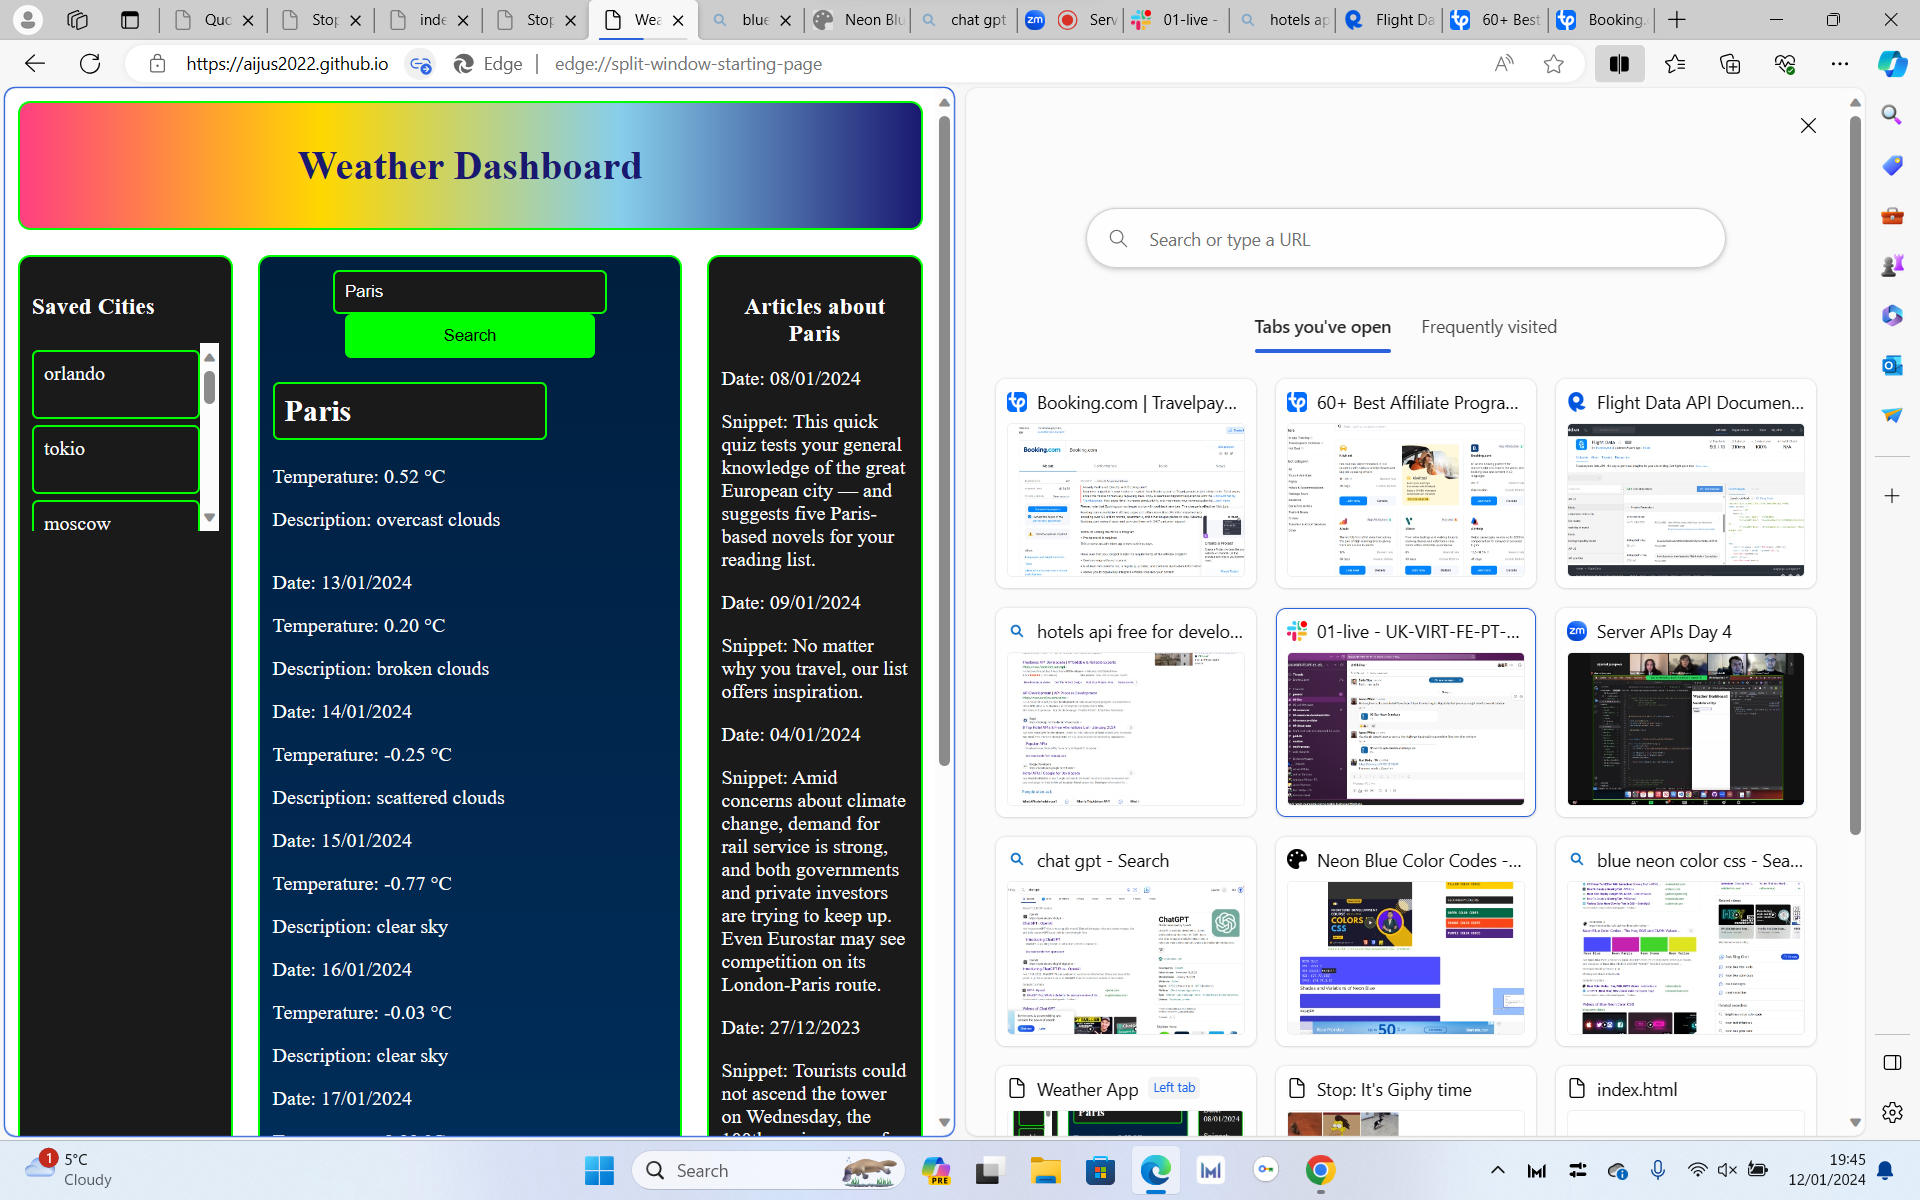 Quo
Stop
inde
Stop
Wea
blue
Neon Blu
chat gpt
Serv
01-live -
hotels ap
Flight Da
60+ Best
Booking.
https://aijus2022.github.io
Edge
edge://split-window-starting-page
Weather Dashboard
Saved Cities
orlando
tokio
moscow
Paris
Search
Paris
Temperature: 0.52 °C
Description: overcast clouds
Date: 13/01/2024
Temperature: 0.20 °C
Description: broken clouds
Date: 14/01/2024
Temperature: -0.25 °C
Description: scattered clouds
Date: 15/01/2024
Temperature: -0.77 °C
Description: clear sky
Date: 16/01/2024
Temperature: -0.03 °C
Description: clear sky
Date: 17/01/2024
Articles about
Paris
Date: 08/01/2024
Snippet: This quick
quiz tests your general
knowledge of the great
European city — and
suggests five Paris-
based novels for your
reading list.
Date: 09/01/2024
Snippet: No matter
why you travel, our list
offers inspiration.
Date: 04/01/2024
Snippet: Amid
concerns about climate
change, demand for
rail service is strong,
and both governments
and private investors
are trying to keep up.
Even Eurostar may see
competition on its
London-Paris route.
Date: 27/12/2023
Snippet: Tourists could
not ascend the tower
on Wednesday, the
Search or type a URL
Tabs you've open
Frequently visited
Booking.com | Travelpay...
60+ Best Affiliate Progra...
Flight Data API Documen...
Booking.com
hotels api free for develo...
01-live - UK-VIRT-FE-PT-...
Server APIs Day 4
chat gpt - Search
Neon Blue Color Codes -...
blue neon color css - Sea...
ChatGPT
COLORS
CSS
50
Weather App
Left tab
Stop: It's Giphy time
index.html
Paris
08/01/2024
1
5°C
Cloudy
Search
PRE
19:45
12/01/2024